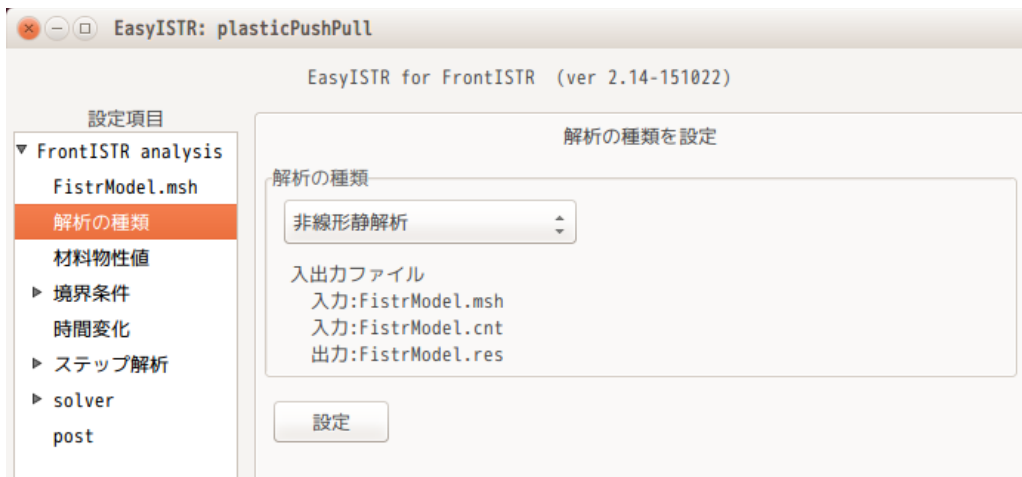 EasyISTR: plasticPushPull
EasyISTR for FrontISTR (ver 2.14-151022)
設定項目
FrontISTR analysis
FistrModel.msh
解析の種類
材料物性値
境界条件
時間変化
ステップ解析
solver
post
解析の種類を設定
解析の種類
非線形静解析
入出力ファイル
入力:FistrModel.msh
入力:FistrModel.cnt
出力:FistrModel.res
設定